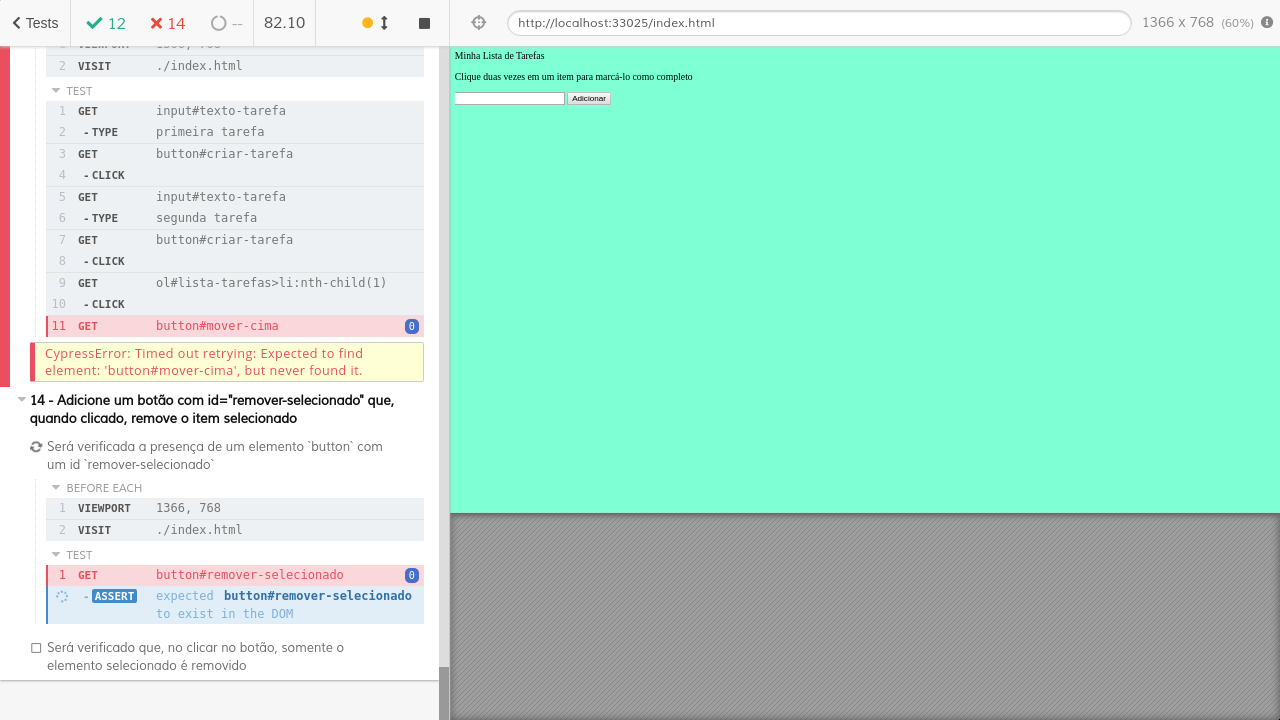 Tests 12 14 -- 82.10 http://localhost:33025/index.html 1366 x 768 (60%)
2 VISIT ./index.html
TEST
1 GET input#texto-tarefa
2 - TYPE primeira tarefa
3 GET button#criar-tarefa
4 - CLICK
5 GET input#texto-tarefa
6 - TYPE segunda tarefa
7 GET button#criar-tarefa
8 - CLICK
9 GET ol#lista-tarefas>li:nth-child(1)
10 - CLICK
11 GET button#mover-cima 0
CypressError: Timed out retrying: Expected to find
element: 'button#mover-cima', but never found it.
14 - Adicione um botão com id="remover-selecionado" que,
quando clicado, remove o item selecionado
Será verificada a presença de um elemento `button` com
um id `remover-selecionado`
BEFORE EACH
1 VIEWPORT 1366, 768
2 VISIT ./index.html
TEST
1 GET button#remover-selecionado 0
- ASSERT expected button#remover-selecionado
to exist in the DOM
Será verificado que, no clicar no botão, somente o
elemento selecionado é removido
Minha Lista de Tarefas
Clique duas vezes em um item para marcá-lo como completo
Adicionar